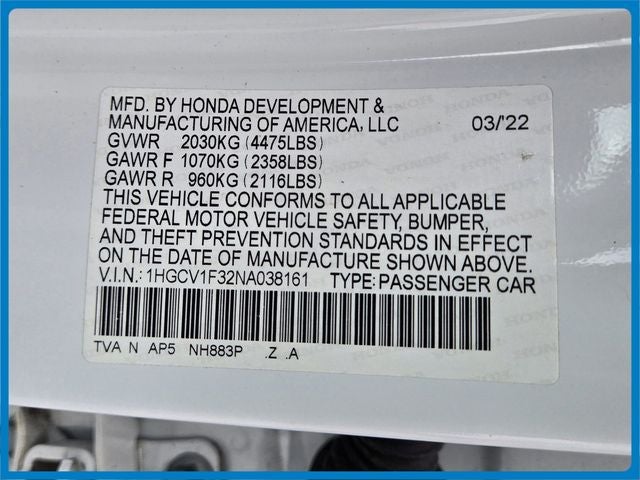 MFD. BY HONDA DEVELOPMENT &
MANUFACTURING OF AMERICA, LLC 03/'22
GVWR 2030KG (4475LBS)
GAWR F 1070KG (2358LBS)
GAWR R 960KG (2116LBS)
THIS VEHICLE CONFORMS TO ALL APPLICABLE
FEDERAL MOTOR VEHICLE SAFETY, BUMPER,
AND THEFT PREVENTION STANDARDS IN EFFECT
ON THE DATE OF MANUFACTURE SHOWN ABOVE.
V.I.N.: 1HGCV1F32NA038161 TYPE: PASSENGER CAR
TVA N AP5 NH883P .Z .A